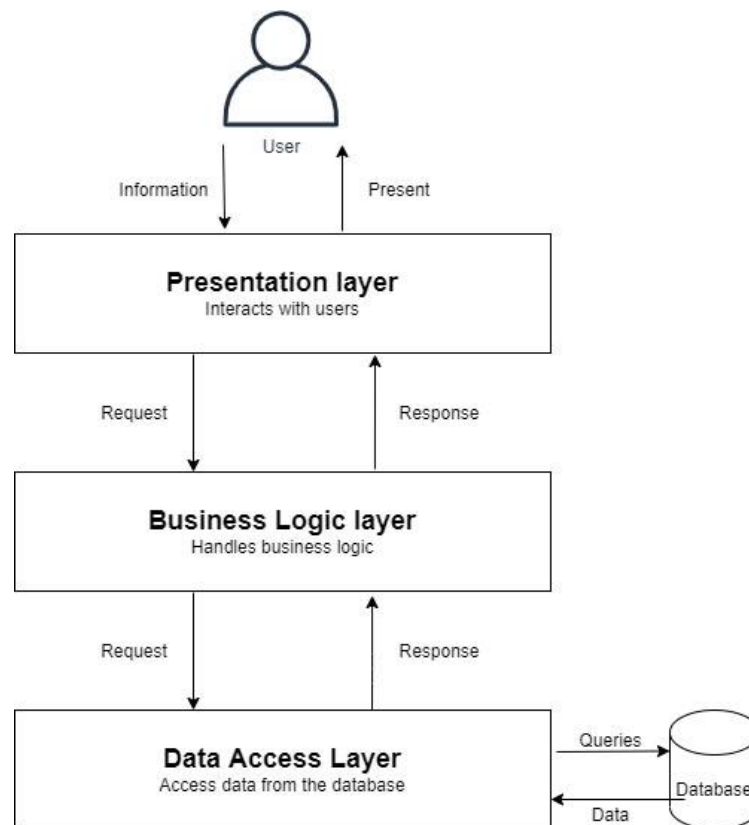 User
Information
Present
Presentation layer
Interacts with users
Request
Response
Business Logic layer
Handles business logic
Request
Response
Data Access Layer
Access data from the database
Queries
Database
Data